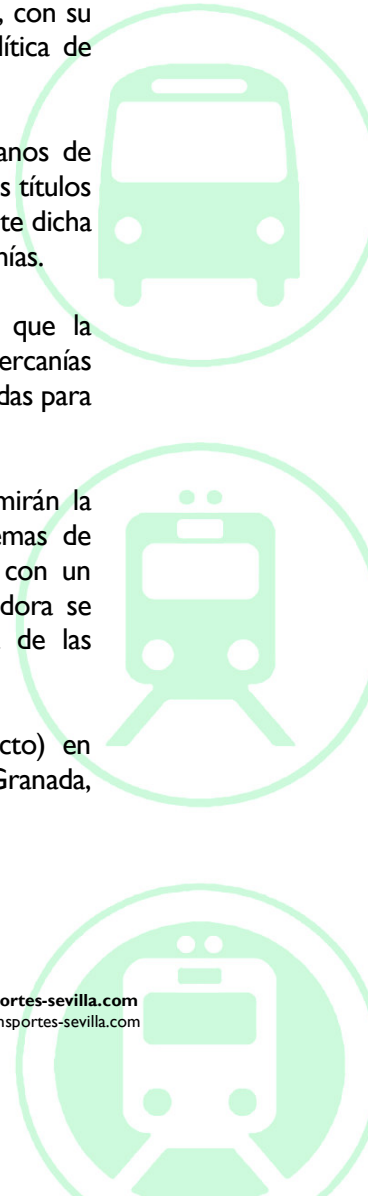 , con su
lítica de
anos de
s títulos
te dicha
nías.
que la
ercanías
das para
mirán la
emas de
con un
dora se
de las
cto) en
Granada,
ortes-sevilla.com
nsportes-sevilla.com